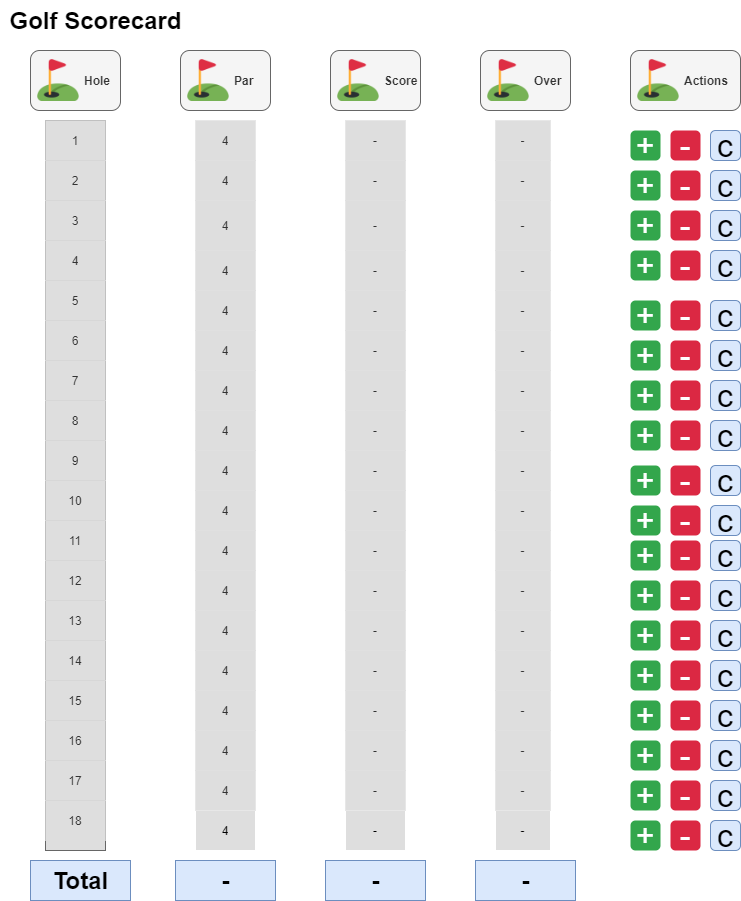 Golf Scorecard
Hole Par Score Over Actions
1 4 - - + - C
2 4 - - + - C
3 4 - - + - C
4 4 - - + - C
5 4 - - + - C
6 4 - - + - C
7 4 - - + - C
8 4 - - + - C
9 4 - - + - C
10 4 - - + - C
11 4 - - + - C
12 4 - - + - C
13 4 - - + - C
14 4 - - + - C
15 4 - - + - C
16 4 - - + - C
17 4 - - + - C
18 4 - - + - C
Total - - -